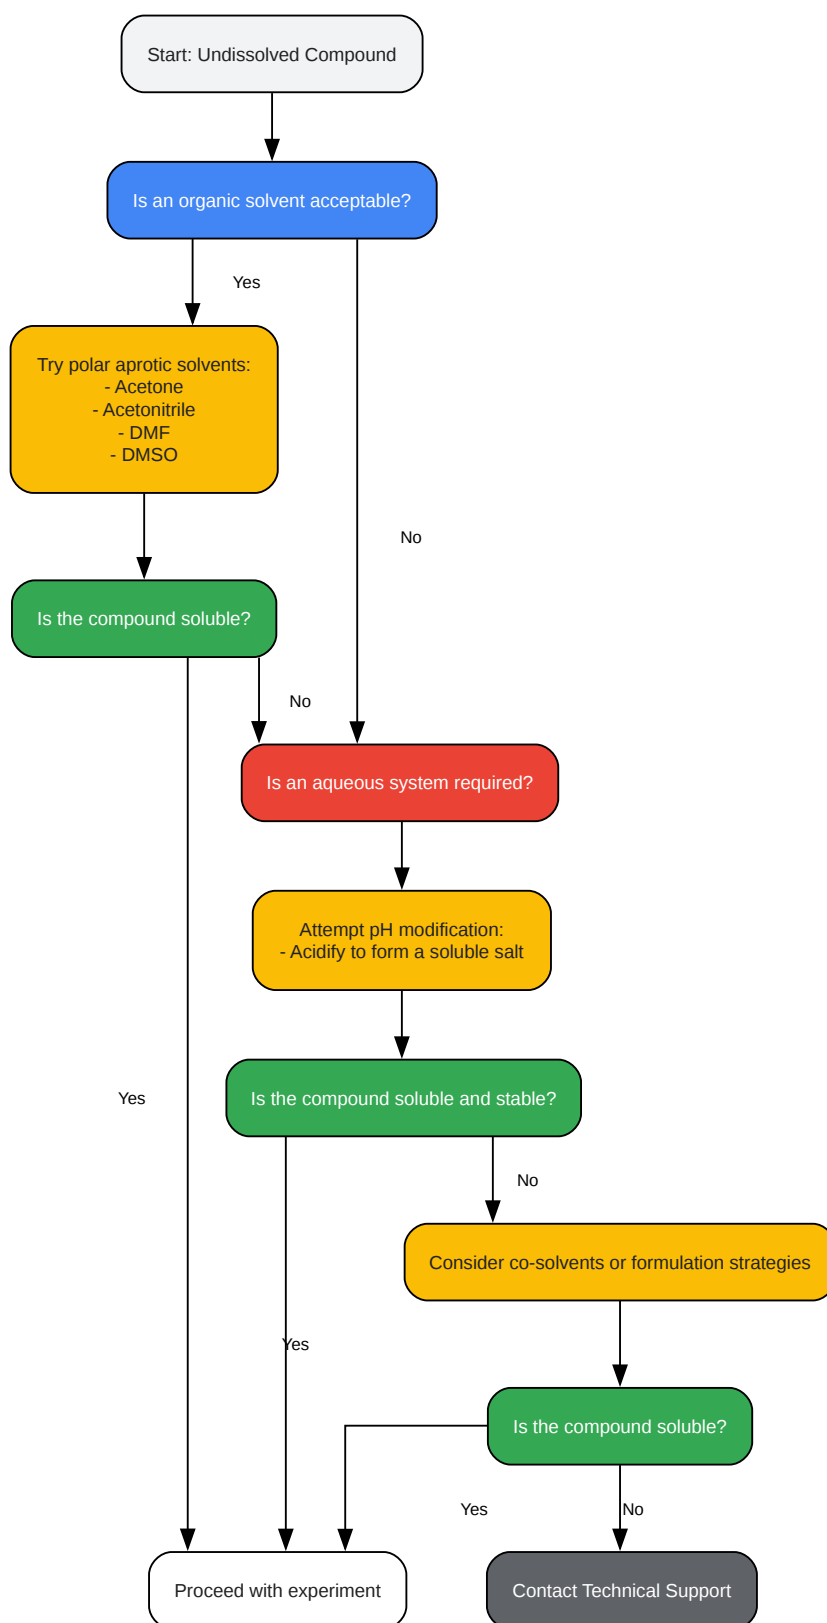 Start: Undissolved Compound
Is an organic solvent acceptable?
Yes
Try polar aprotic solvents:
- Acetone
- Acetonitrile
- DMF
- DMSO
No
Is the compound soluble?
No
Is an aqueous system required?
Attempt pH modification:
- Acidify to form a soluble salt
Yes
Is the compound soluble and stable?
No
Consider co-solvents or formulation strategies
Yes
Is the compound soluble?
Yes
No
Proceed with experiment
Contact Technical Support